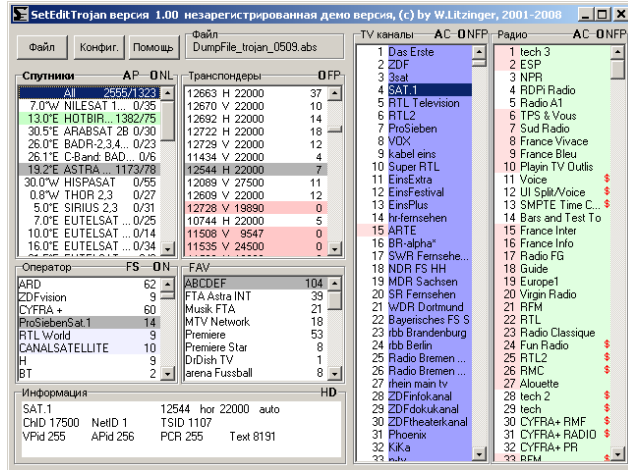 SetEditTrojan версия 1.00 незарегистрированная демо версия, (c) by W.Litzinger, 2001-2008
Файл Конфиг. Помощь
Файл
DumpFile_trojan_0509.abs
Спутники AP - ONL
All 2555/1323
7.0°W NILESAT 1... 0/35
13.0°E HOTBIR... 1382/75
30.5°E ARABSAT 2B 0/30
26.0°E BADR-2,3,4... 0/23
26.1°E C-Band: BAD... 0/6
19.2°E ASTRA ... 1173/78
30.0°W HISPASAT 0/55
0.8°W THOR 2,3 0/27
5.0°E SIRIUS 2,3 0/31
7.0°E EUTELSAT ... 0/25
10.0°E EUTELSAT ... 0/14
16.0°E EUTELSAT ... 0/34
Транспондеры OFP
12663 H 22000 37
12670 V 22000 10
12692 H 22000 14
12722 H 22000 18
12729 V 22000 12
11434 V 22000 4
12544 H 22000 7
12089 V 27500 11
12609 V 22000 12
12728 V 19890 0
10744 H 22000 5
11508 V 9547 0
11535 V 24500 0
Оператор FS ON
ARD 62
ZDFvision 9
CYFRA + 60
ProSiebenSat.1 14
RTL World 9
CANALSATELLITE 10
H 9
BT 2
FAV
ABCDEF 104
FTA Astra INT 39
Musik FTA 21
MTV Network 18
Premiere 53
Premiere Star 8
DrDish TV 1
arena Fussball 8
Информация HD-
SAT.1 12544 hor 22000 auto
ChID 17500 NetID 1 TSID 1107
VPid 255 APid 256 PCR 255 Text 8191
TV каналы AC ONFP
1 Das Erste
2 ZDF
3 3sat
4 SAT.1
5 RTL Television
6 RTL2
7 ProSieben
8 VOX
9 kabel eins
10 Super RTL
11 EinsExtra
12 EinsFestival
13 EinsPlus
14 hr-fernsehen
15 ARTE
16 BR-alpha*
17 SWR Fernsehe...
18 NDR FS HH
19 MDR Sachsen
20 SR Fernsehen
21 WDR Dortmund
22 Bayerisches FS S
23 rbb Brandenburg
24 rbb Berlin
25 Radio Bremen ...
26 Radio Bremen ...
27 rhein main tv
28 ZDFinfokanal
29 ZDFdokukanal
30 ZDFtheaterkanal
31 Phoenix
32 KiKa
33 n-tv
Радио AC ONFP
1 tech 3
2 ESP
3 NPR
4 RDPi Radio
5 Radio A1
6 TPS & Vous
7 Sud Radio
8 France Vivace
9 France Bleu
10 Playin TV Outlis
11 Voice $
12 UI Split/Voice $
13 SMPTE Time C... $
14 Bars and Test To
15 France Inter
16 France Info
17 Radio FG
18 Guide
19 Europe1
20 Virgin Radio
21 RFM
22 RTL
23 Radio Classique
24 Fun Radio $
25 RTL2 $
26 RMC $
27 Alouette
28 tech 2 $
29 tech $
30 CYFRA+ RMF $
31 CYFRA+ RADIO $
32 CYFRA+ PR
33 BFM